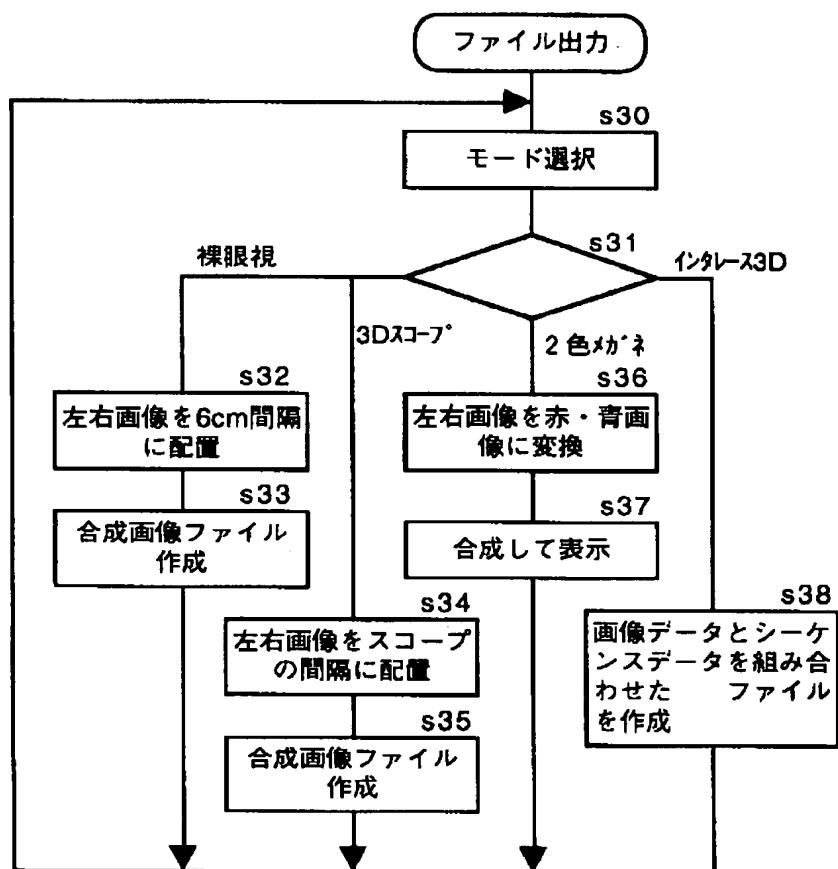 ファイル出力
s30
モード選択
s31
裸眼視
インタレース3D
3Dスコープ
2色メガネ
s32
左右画像を6cm間隔
に配置
s36
左右画像を赤・青画
像に変換
s33
合成画像ファイル
作成
s37
合成して表示
s34
左右画像をスコープ
の間隔に配置
s38
画像データとシーケ
ンスデータを組み合
わせた ファイル
を作成
s35
合成画像ファイル
作成